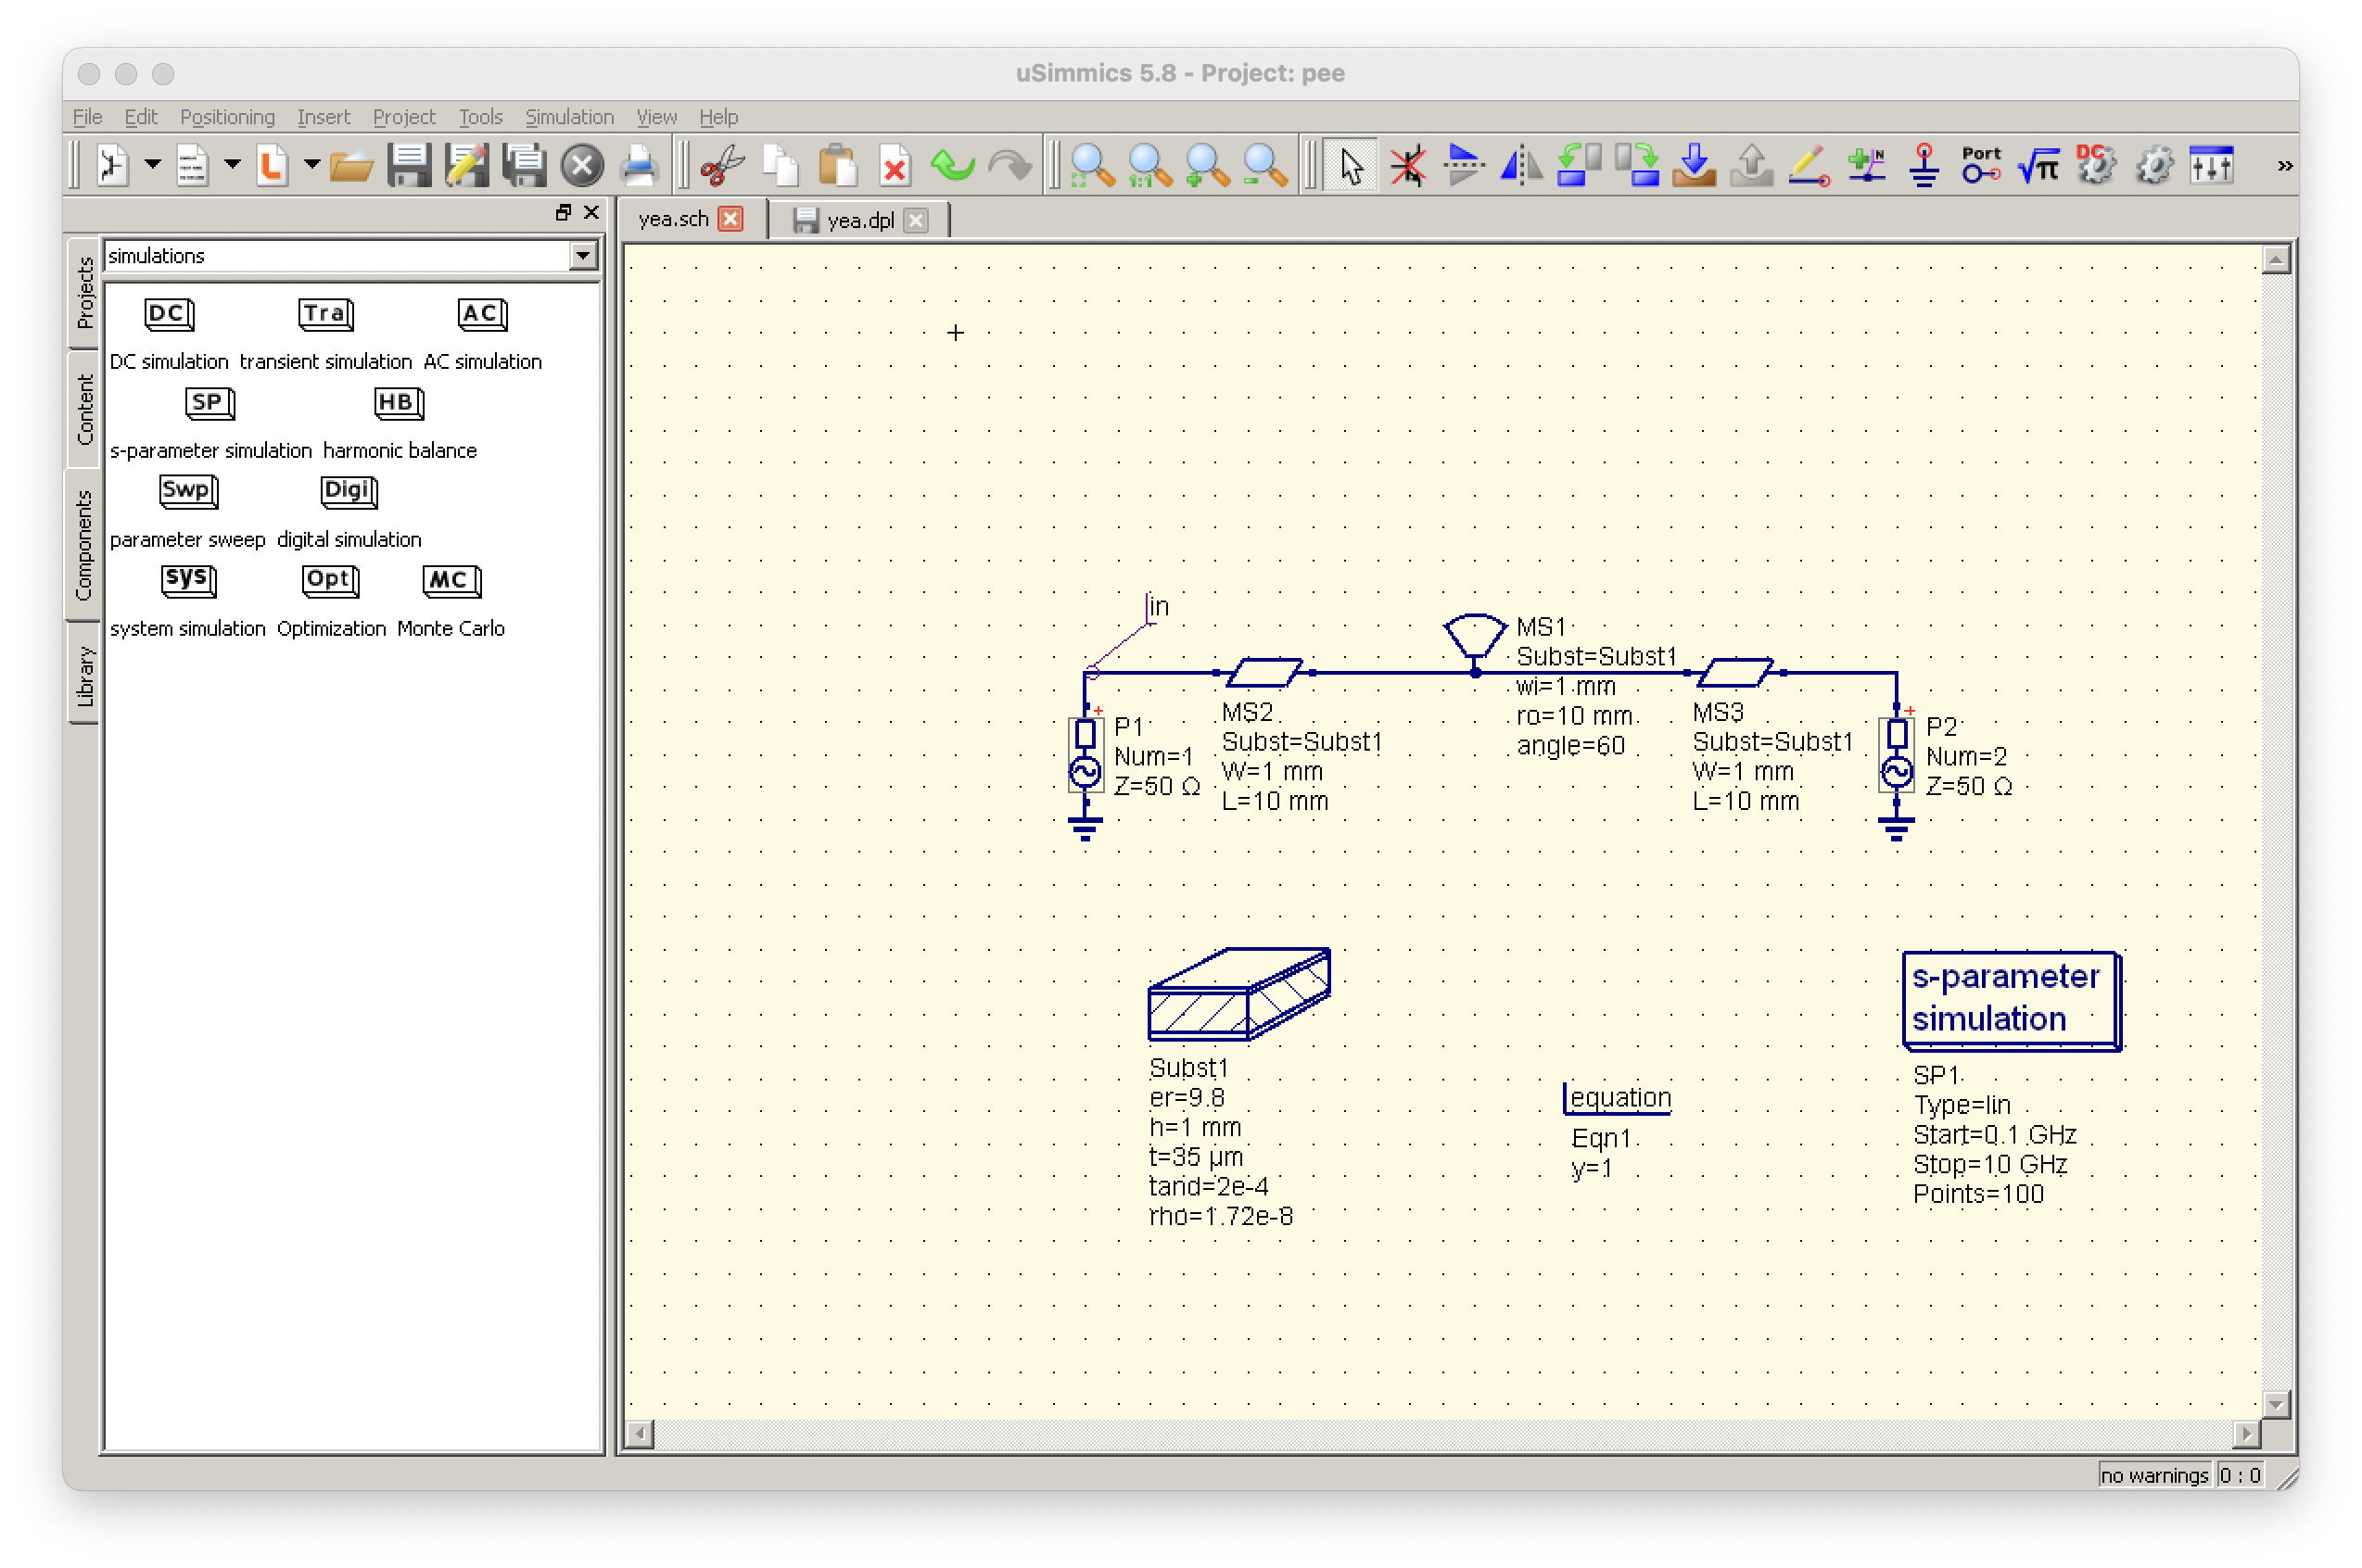 uSimmics 5.8 - Project: pee
File Edit Positioning Insert Project Tools Simulation View Help
1:1
N
Port
√π
DC
»
yea.sch
yea.dpl
Projects
Content
Components
Library
simulations
DC
Tra
AC
DC simulation transient simulation AC simulation
SP
HB
s-parameter simulation harmonic balance
Swp
Digi
parameter sweep digital simulation
sys
Opt
MC
system simulation Optimization Monte Carlo
in
MS1
Subst=Subst1
wi=1 mm
ro=10 mm
angle=60
P1
Num=1
Z=50 Ω
MS2
Subst=Subst1
W=1 mm
L=10 mm
MS3
Subst=Subst1
W=1 mm
L=10 mm
P2
Num=2
Z=50 Ω
Subst1
er=9.8
h=1 mm
t=35 µm
tand=2e-4
rho=1.72e-8
equation
Eqn1
y=1
s-parameter
simulation
SP1
Type=lin
Start=0.1 GHz
Stop=10 GHz
Points=100
no warnings 0 : 0